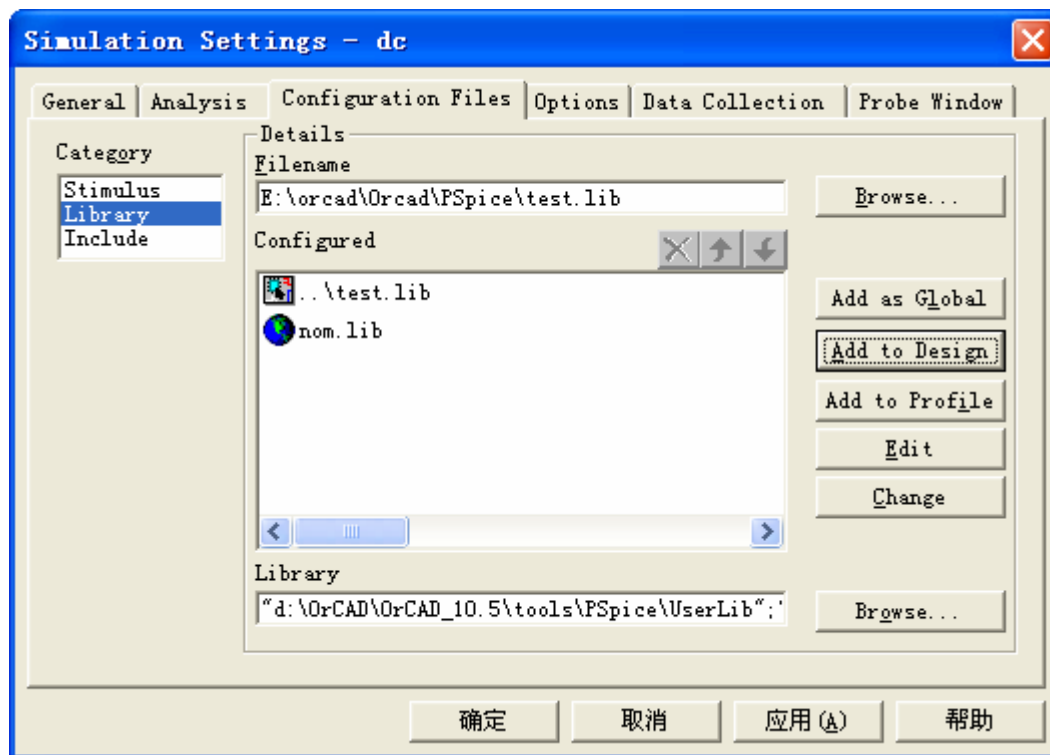 Simulation Settings - dc
General Analysis Configuration Files Options Data Collection Probe Window
Category
Stimulus
Library
Include
Details
Filename
E:\orcad\Orcad\PSpice\test.lib
Browse...
Configured
..\test.lib
nom.lib
Add as Global
Add to Design
Add to Profile
Edit
Change
Library
"d:\OrCAD\OrCAD_10.5\tools\PSpice\UserLib";'
Browse...
确定 取消 应用(A) 帮助